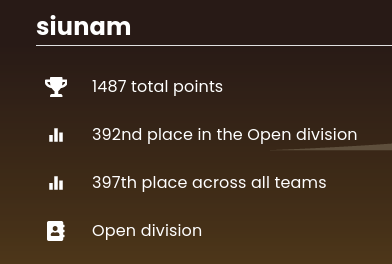 siunam
1487 total points
392nd place in the Open division
397th place across all teams
Open division